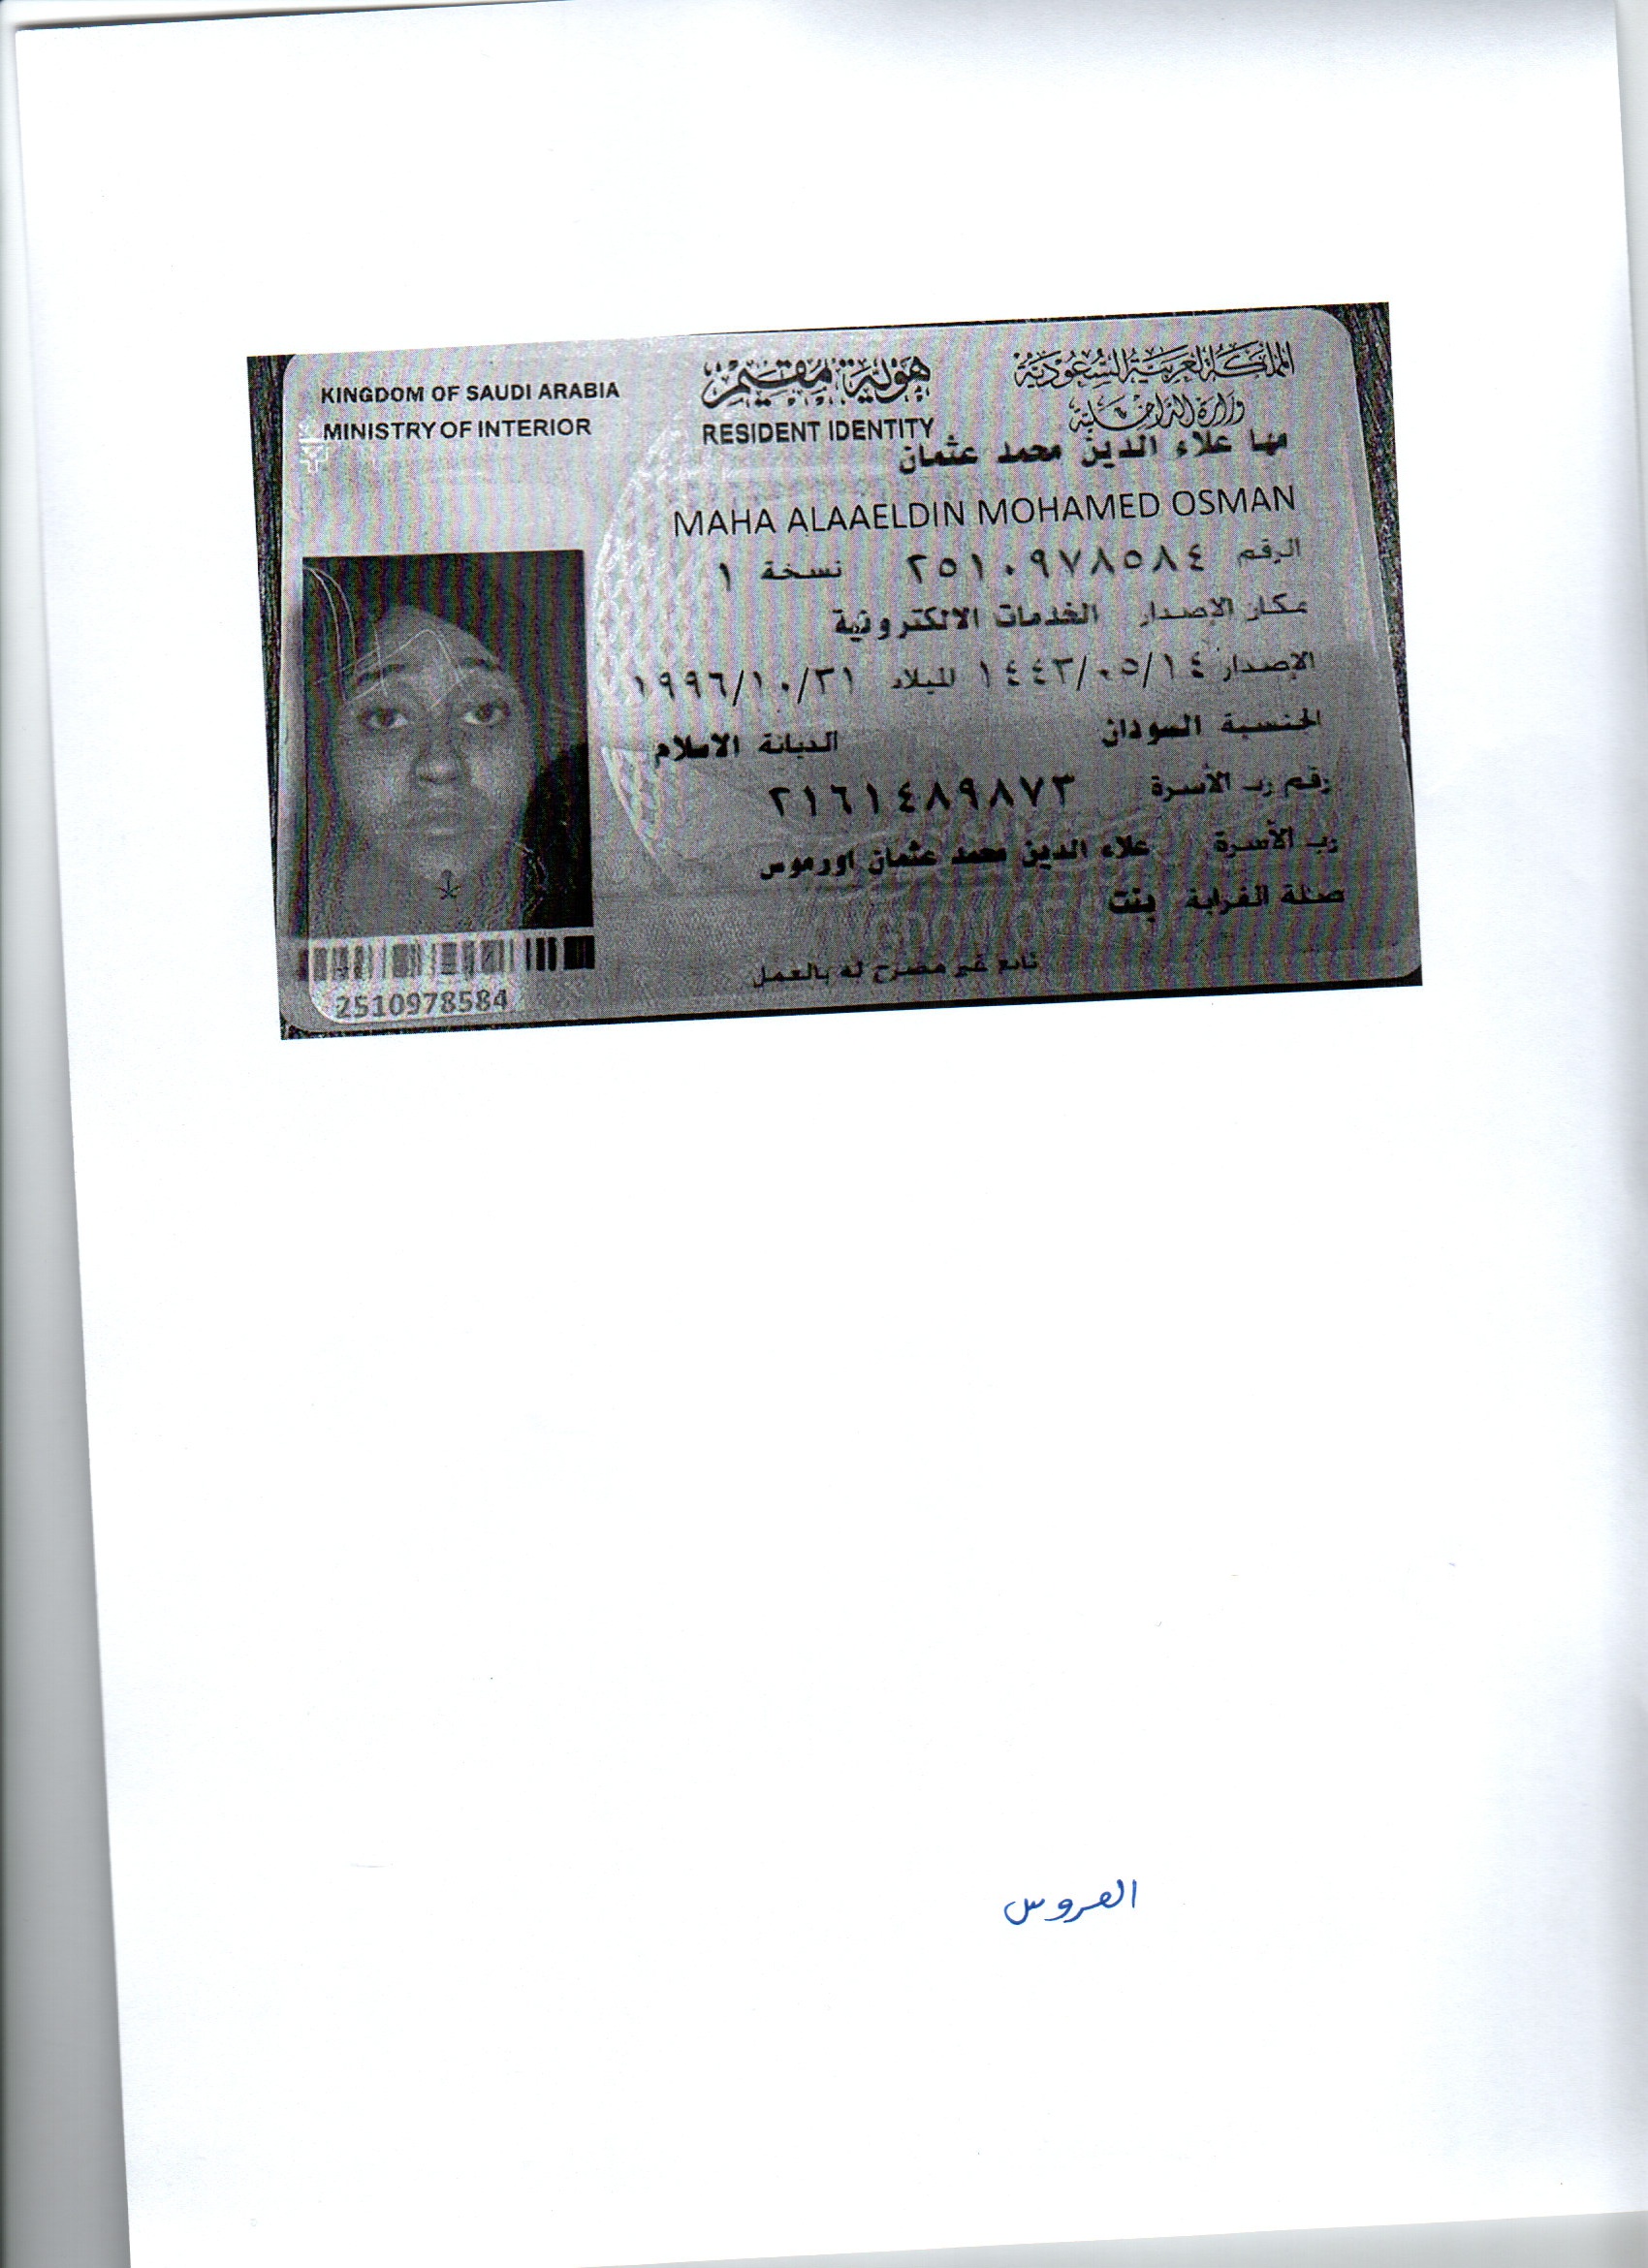 المملكة العربية السعودية
وزارة الداخلية
هوية مقيم
RESIDENT IDENTITY
KINGDOM OF SAUDI ARABIA
MINISTRY OF INTERIOR
مها علاء الدين محمد عثمان
MAHA ALAAELDIN MOHAMED OSMAN
الرقم ٢٥١٠٩٧٨٥٨٤ نسخة ١
مكان الإصدار الخدمات الالكترونية
الإصدار ١٤٤٣/٠٥/١٤ الميلاد ١٩٩٦/١٠/٣١
الجنسية السودان الديانة الاسلام
رقم رب الأسرة ٢١٦١٤٨٩٨٧٣
رب الأسرة علاء الدين محمد عثمان اورموس
صلة القرابة بنت
تابع غير مصرح له بالعمل
2510978584
العروس